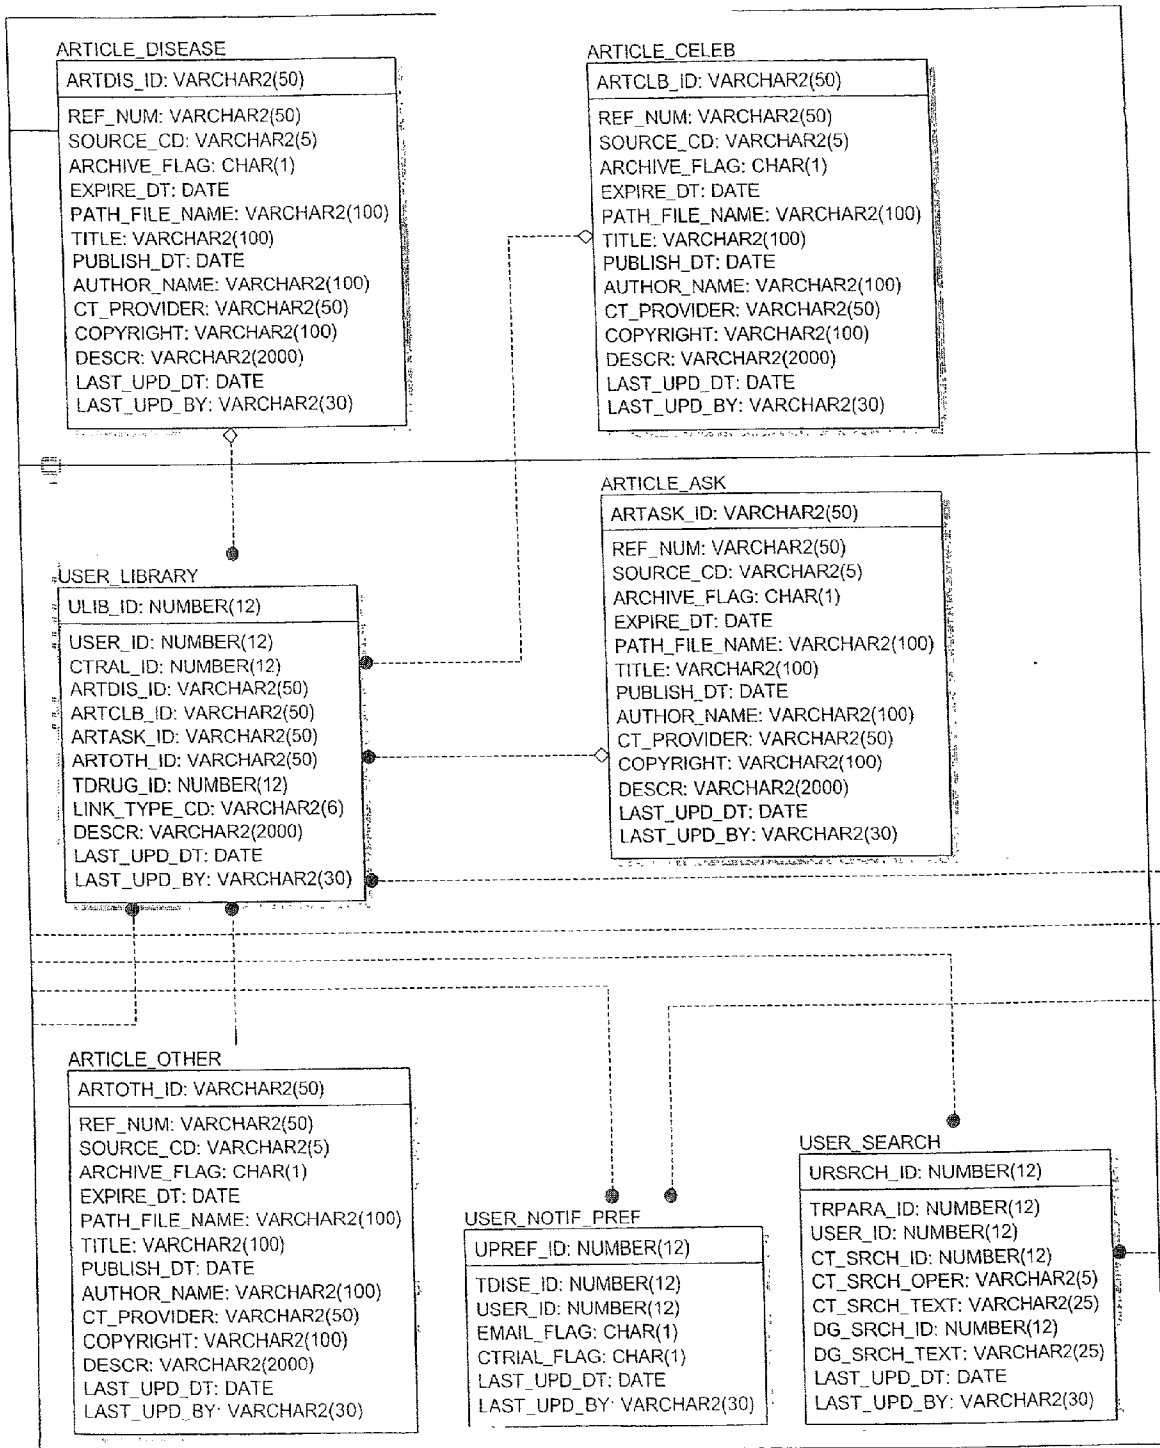 ARTICLE_DISEASE
ARTDIS_ID: VARCHAR2(50)
REF_NUM: VARCHAR2(50)
SOURCE_CD: VARCHAR2(5)
ARCHIVE_FLAG: CHAR(1)
EXPIRE_DT: DATE
PATH_FILE_NAME: VARCHAR2(100)
TITLE: VARCHAR2(100)
PUBLISH_DT: DATE
AUTHOR_NAME: VARCHAR2(100)
CT_PROVIDER: VARCHAR2(50)
COPYRIGHT: VARCHAR2(100)
DESCR: VARCHAR2(2000)
LAST_UPD_DT: DATE
LAST_UPD_BY: VARCHAR2(30)
ARTICLE_CELEB
ARTCLB_ID: VARCHAR2(50)
REF_NUM: VARCHAR2(50)
SOURCE_CD: VARCHAR2(5)
ARCHIVE_FLAG: CHAR(1)
EXPIRE_DT: DATE
PATH_FILE_NAME: VARCHAR2(100)
TITLE: VARCHAR2(100)
PUBLISH_DT: DATE
AUTHOR_NAME: VARCHAR2(100)
CT_PROVIDER: VARCHAR2(50)
COPYRIGHT: VARCHAR2(100)
DESCR: VARCHAR2(2000)
LAST_UPD_DT: DATE
LAST_UPD_BY: VARCHAR2(30)
USER_LIBRARY
ULIB_ID: NUMBER(12)
USER_ID: NUMBER(12)
CTRAL_ID: NUMBER(12)
ARTDIS_ID: VARCHAR2(50)
ARTCLB_ID: VARCHAR2(50)
ARTASK_ID: VARCHAR2(50)
ARTOTH_ID: VARCHAR2(50)
TDRUG_ID: NUMBER(12)
LINK_TYPE_CD: VARCHAR2(6)
DESCR: VARCHAR2(2000)
LAST_UPD_DT: DATE
LAST_UPD_BY: VARCHAR2(30)
ARTICLE_ASK
ARTASK_ID: VARCHAR2(50)
REF_NUM: VARCHAR2(50)
SOURCE_CD: VARCHAR2(5)
ARCHIVE_FLAG: CHAR(1)
EXPIRE_DT: DATE
PATH_FILE_NAME: VARCHAR2(100)
TITLE: VARCHAR2(100)
PUBLISH_DT: DATE
AUTHOR_NAME: VARCHAR2(100)
CT_PROVIDER: VARCHAR2(50)
COPYRIGHT: VARCHAR2(100)
DESCR: VARCHAR2(2000)
LAST_UPD_DT: DATE
LAST_UPD_BY: VARCHAR2(30)
ARTICLE_OTHER
ARTOTH_ID: VARCHAR2(50)
REF_NUM: VARCHAR2(50)
SOURCE_CD: VARCHAR2(5)
ARCHIVE_FLAG: CHAR(1)
EXPIRE_DT: DATE
PATH_FILE_NAME: VARCHAR2(100)
TITLE: VARCHAR2(100)
PUBLISH_DT: DATE
AUTHOR_NAME: VARCHAR2(100)
CT_PROVIDER: VARCHAR2(50)
COPYRIGHT: VARCHAR2(100)
DESCR: VARCHAR2(2000)
LAST_UPD_DT: DATE
LAST_UPD_BY: VARCHAR2(30)
USER_NOTIF_PREF
UPREF_ID: NUMBER(12)
TDISE_ID: NUMBER(12)
USER_ID: NUMBER(12)
EMAIL_FLAG: CHAR(1)
CTRIAL_FLAG: CHAR(1)
LAST_UPD_DT: DATE
LAST_UPD_BY: VARCHAR2(30)
USER_SEARCH
URSRCH_ID: NUMBER(12)
TRPARA_ID: NUMBER(12)
USER_ID: NUMBER(12)
CT_SRCH_ID: NUMBER(12)
CT_SRCH_OPER: VARCHAR2(5)
CT_SRCH_TEXT: VARCHAR2(25)
DG_SRCH_ID: NUMBER(12)
DG_SRCH_TEXT: VARCHAR2(25)
LAST_UPD_DT: DATE
LAST_UPD_BY: VARCHAR2(30)